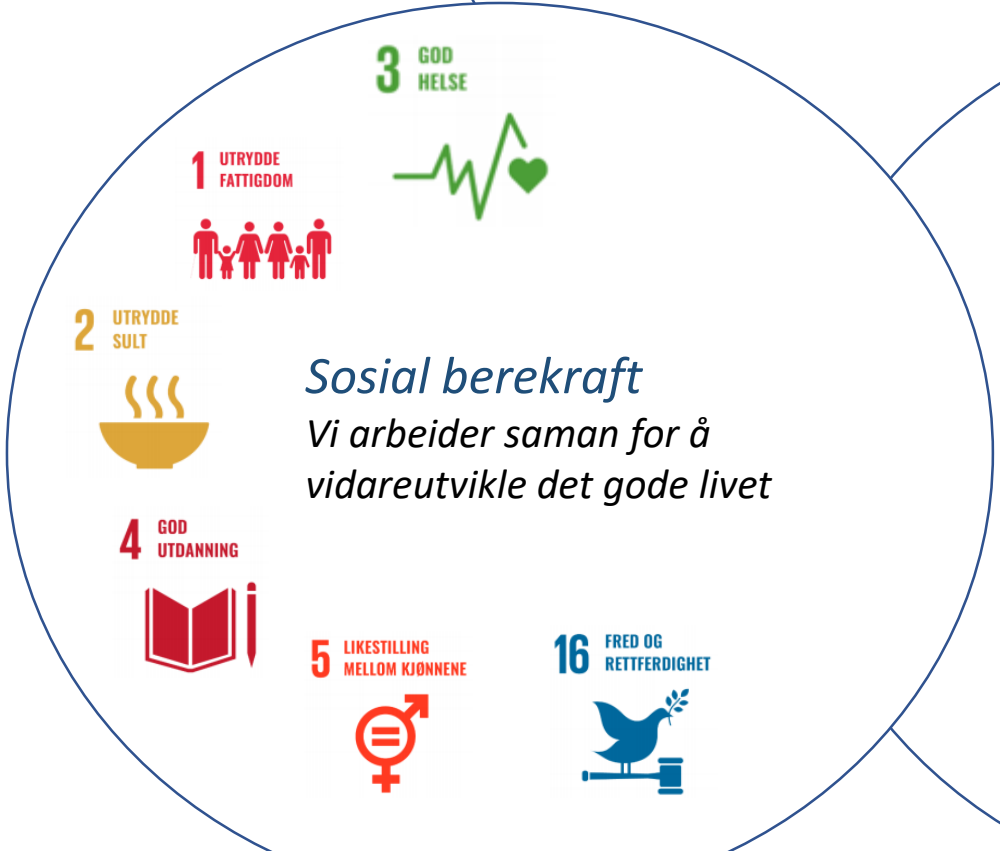 3 GOD
HELSE
1 UTRYDDE
FATTIGDOM
2 UTRYDDE
SULT
Sosial berekraft
Vi arbeider saman for å
vidareutvikle det gode livet
4 GOD
UTDANNING
5 LIKESTILLING
MELLOM KJØNNENE
16 FRED OG
RETTFERDIGHET